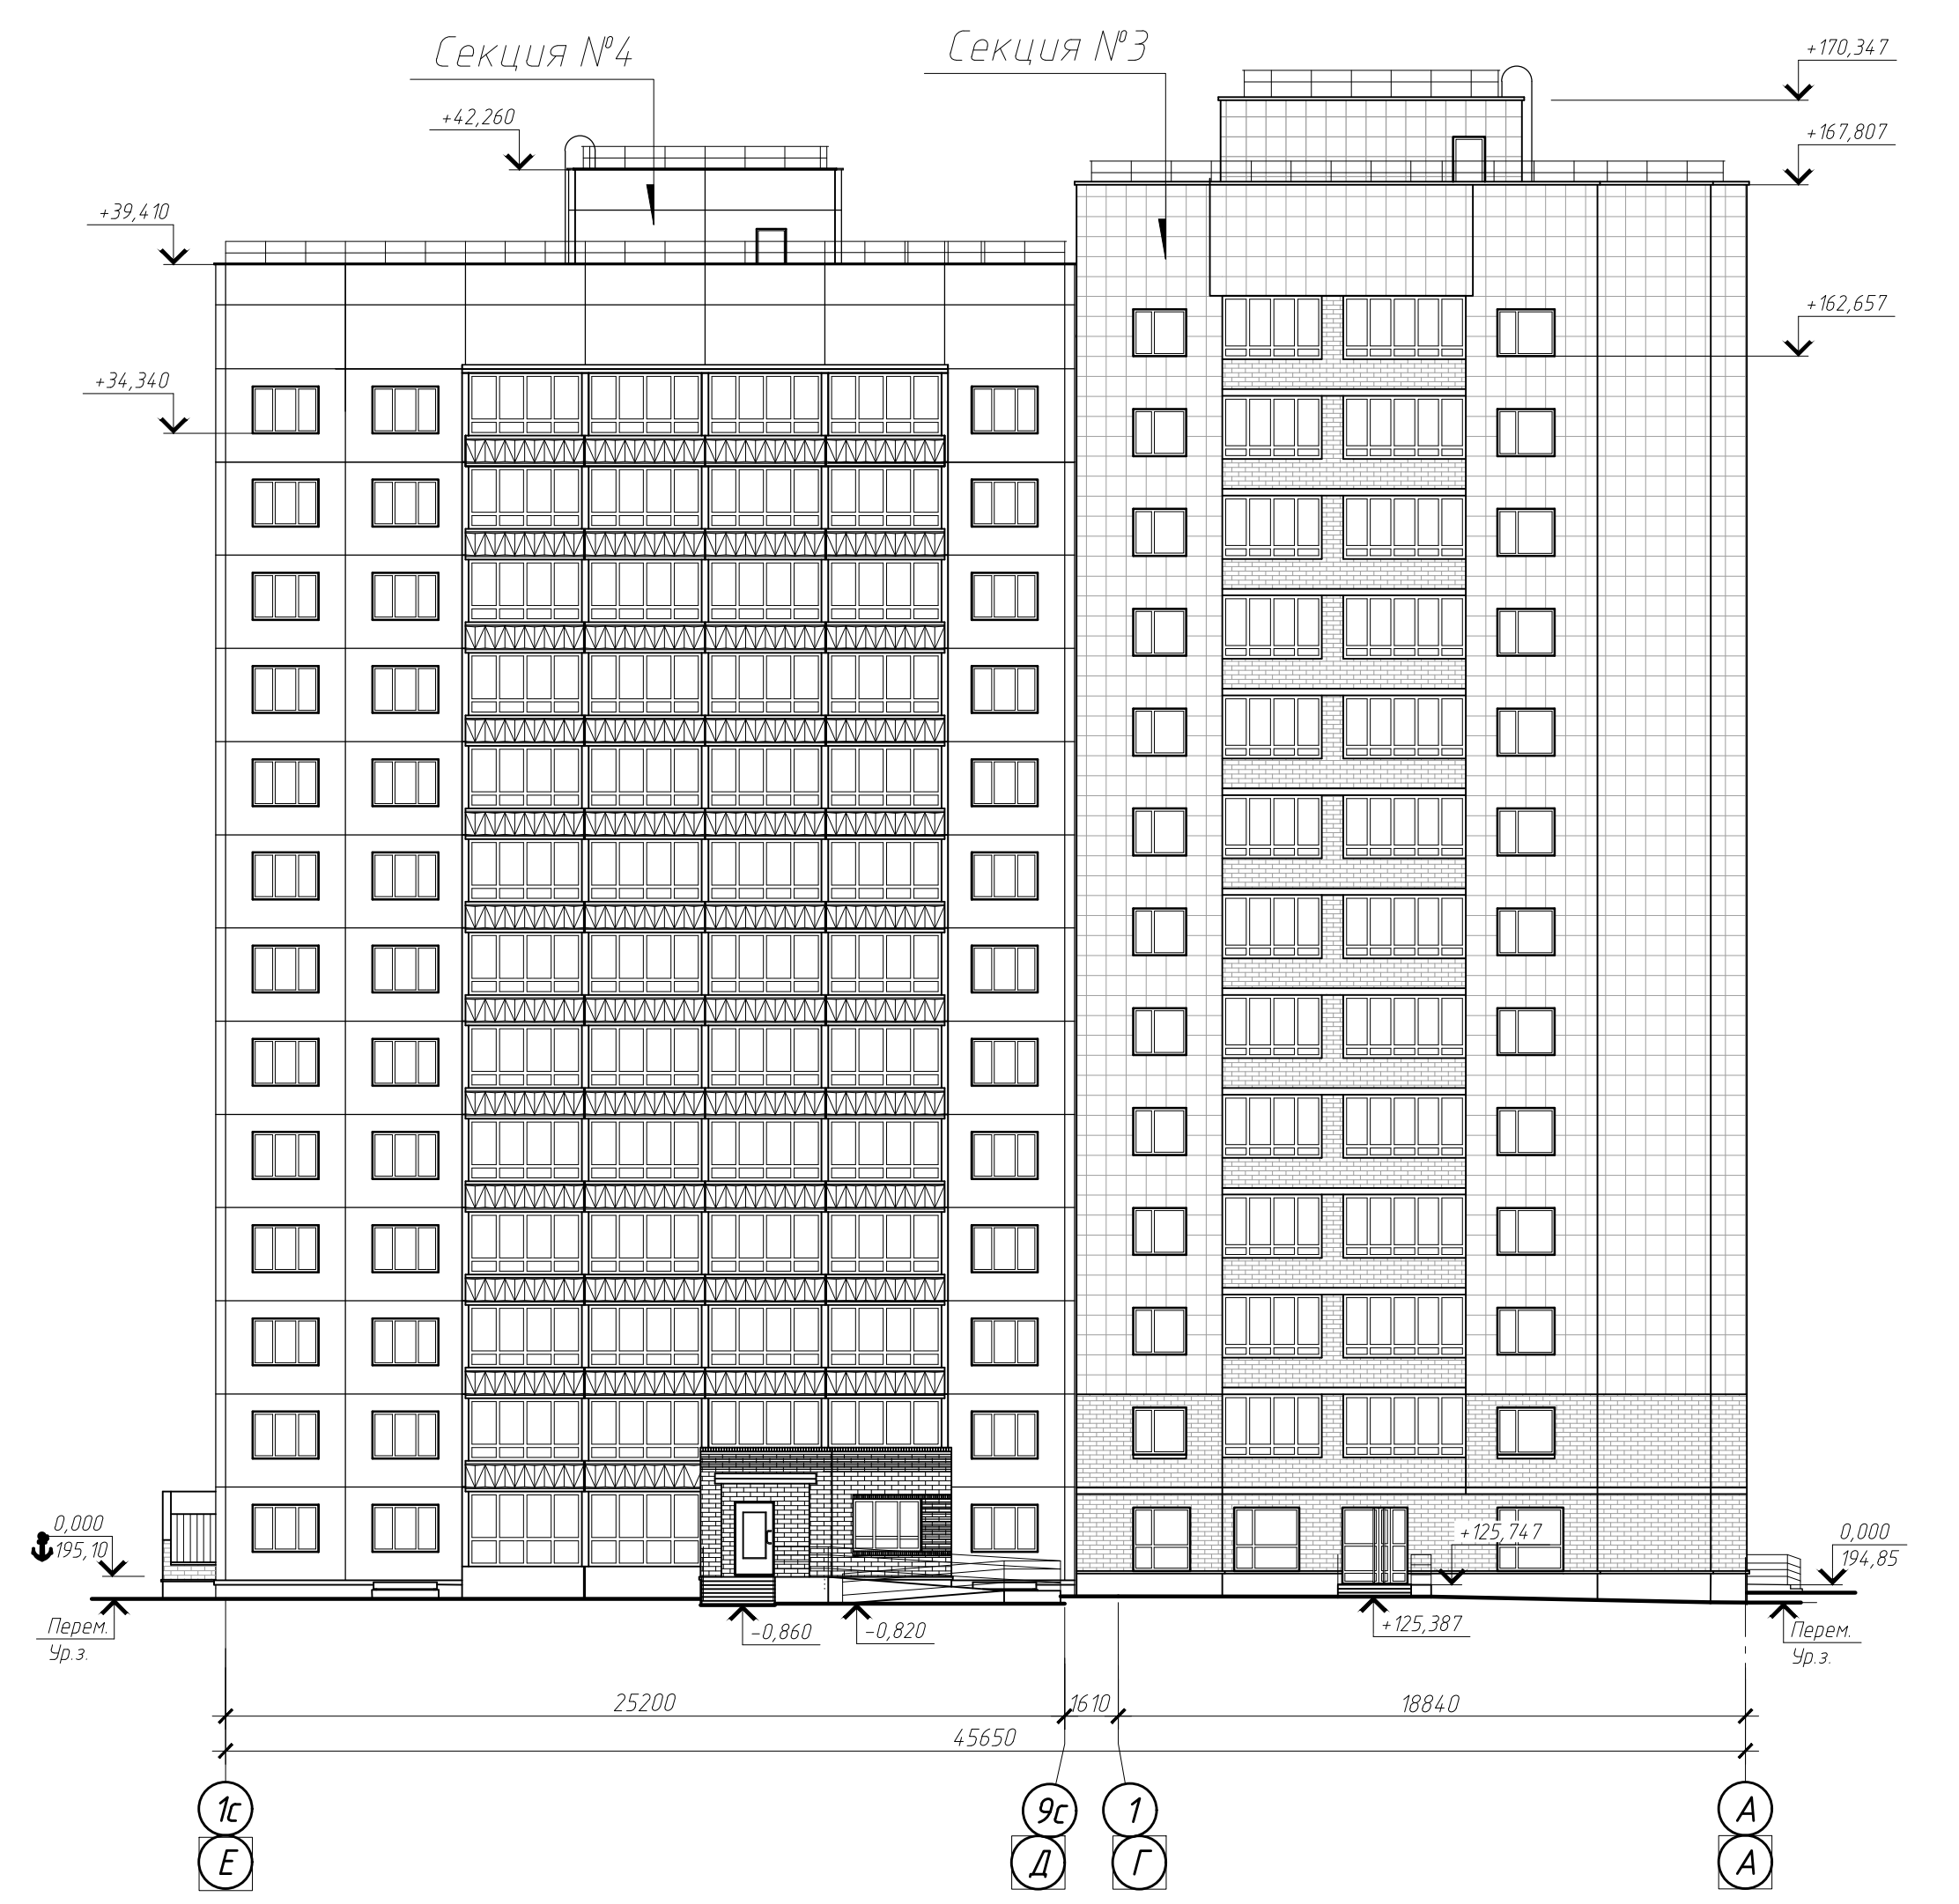 Секция №4
Секция №3
+170,347
+42,260
+167,807
+39,410
+162,657
+34,340
0,000
195,10
+125,747
0,000
194,85
Перем.
Ур.з.
-0,860
-0,820
+125,387
Перем.
Ур.з.
25200
1610
18840
45650
1с
9с
1
А
Е
Д
Г
А